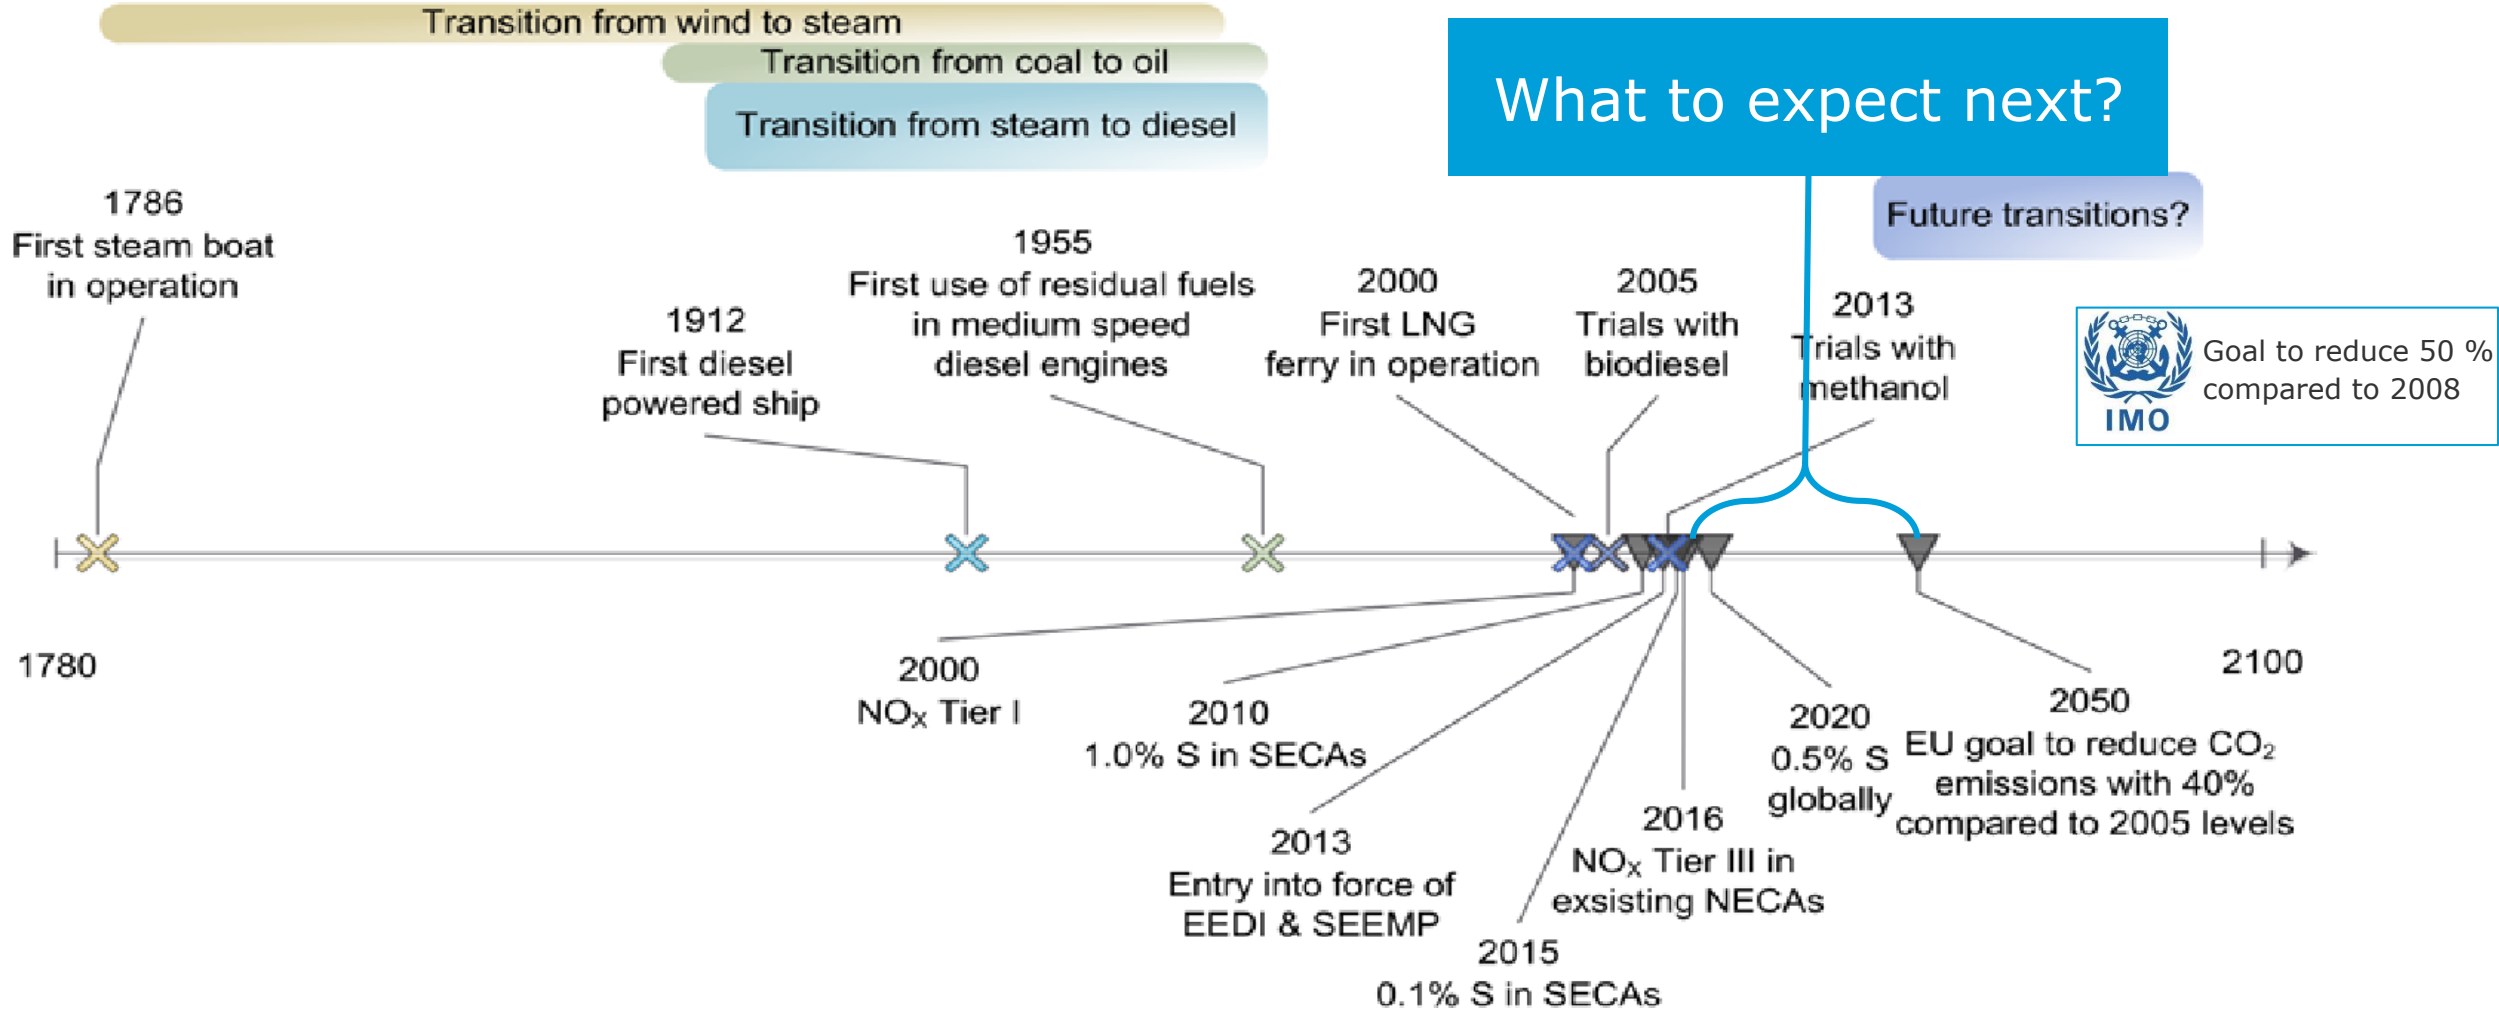 Transition from wind to steam
Transition from coal to oil
Transition from steam to diesel
What to expect next?
Future transitions?
1786
First steam boat
in operation
1912
First diesel
powered ship
1955
First use of residual fuels
in medium speed
diesel engines
2000
First LNG
ferry in operation
2005
Trials with
biodiesel
2013
Trials with
methanol
Goal to reduce 50 %
compared to 2008
IMO
1780
2100
2000
NOₓ Tier I
2010
1.0% S in SECAs
2013
Entry into force of
EEDI & SEEMP
2015
0.1% S in SECAs
2016
NOₓ Tier III in
exsisting NECAs
2020
0.5% S
globally
2050
EU goal to reduce CO₂
emissions with 40%
compared to 2005 levels